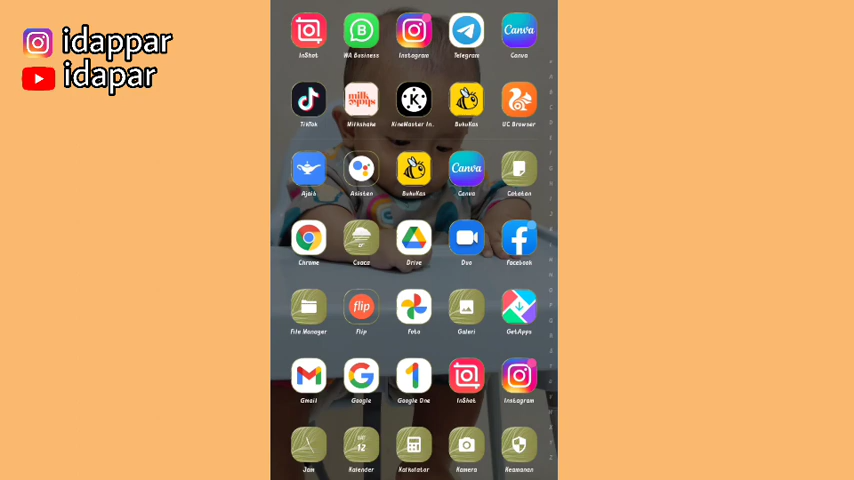 idappar
idapar
InShot WA Business Instagram Telegram Canva
TikTok Milkshake KineMaster In.. BukuKas UC Browser
Ajaib Asisten BukuKas Canva Catatan
Chrome Cuaca Drive Duo Facebook
File Manager Flip Foto Galeri GetApps
Gmail Google Google One InShot Instagram
Jam Kalender Kalkulator Kamera Keamanan